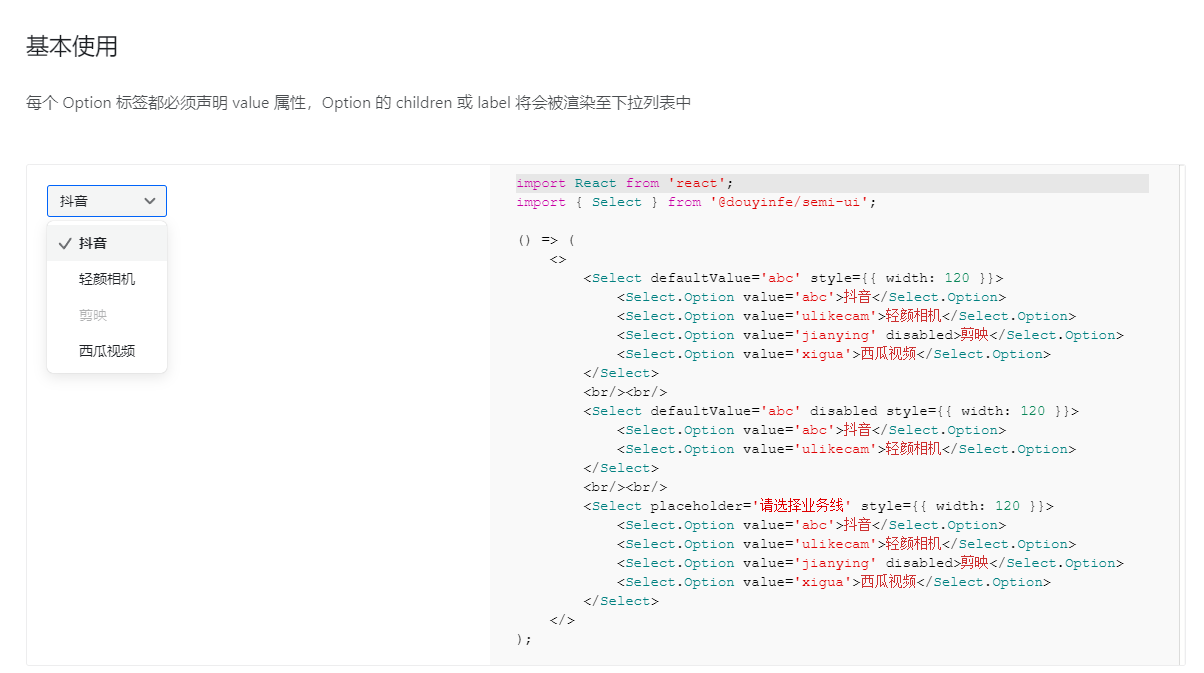 基本使用
每个 Option 标签都必须声明 value 属性，Option 的 children 或 label 将会被渲染至下拉列表中
抖音
抖音
轻颜相机
剪映
西瓜视频
import React from 'react';
import { Select } from '@douyinfe/semi-ui';

() => (
    <>
        <Select defaultValue='abc' style={{ width: 120 }}>
            <Select.Option value='abc'>抖音</Select.Option>
            <Select.Option value='ulikecam'>轻颜相机</Select.Option>
            <Select.Option value='jianying' disabled>剪映</Select.Option>
            <Select.Option value='xigua'>西瓜视频</Select.Option>
        </Select>
        <br/><br/>
        <Select defaultValue='abc' disabled style={{ width: 120 }}>
            <Select.Option value='abc'>抖音</Select.Option>
            <Select.Option value='ulikecam'>轻颜相机</Select.Option>
        </Select>
        <br/><br/>
        <Select placeholder='请选择业务线' style={{ width: 120 }}>
            <Select.Option value='abc'>抖音</Select.Option>
            <Select.Option value='ulikecam'>轻颜相机</Select.Option>
            <Select.Option value='jianying' disabled>剪映</Select.Option>
            <Select.Option value='xigua'>西瓜视频</Select.Option>
        </Select>
    </>
);